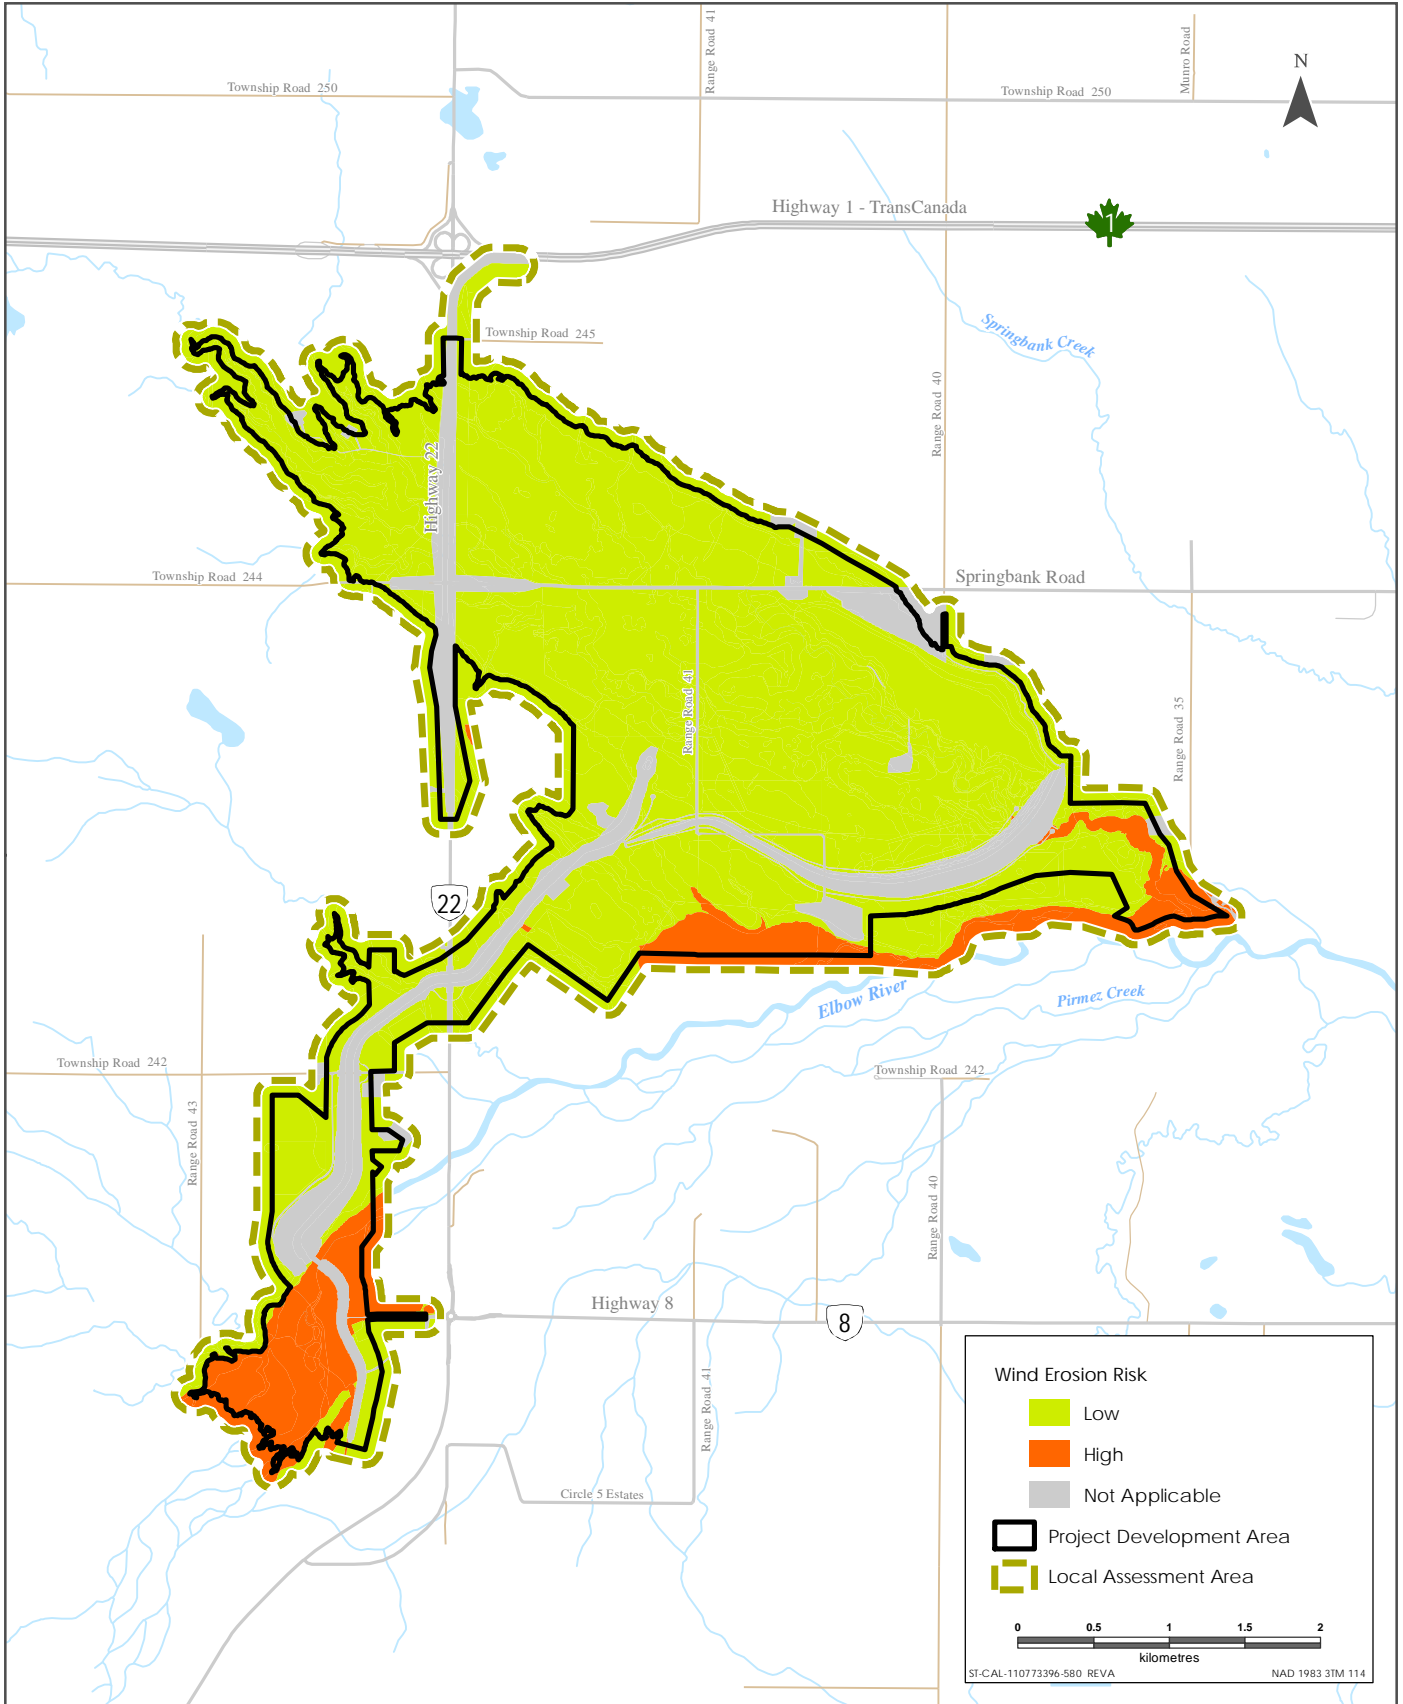 Range Road 41
Munro Road
N
Township Road 250
Township Road 250
Highway 1 - TransCanada
1
Springbank Creek
Township Road 245
Range Road 40
Highway 22
Township Road 244
Springbank Road
Range Road 41
Range Road 35
22
Elbow River
Pirmez Creek
Township Road 242
Township Road 242
Range Road 43
Range Road 40
Highway 8
8
Range Road 41
Circle 5 Estates
Wind Erosion Risk
Low
High
Not Applicable
Project Development Area
Local Assessment Area
0 0.5 1 1.5 2
kilometres
ST-CAL-110773396-580 REVA NAD 1983 3TM 114